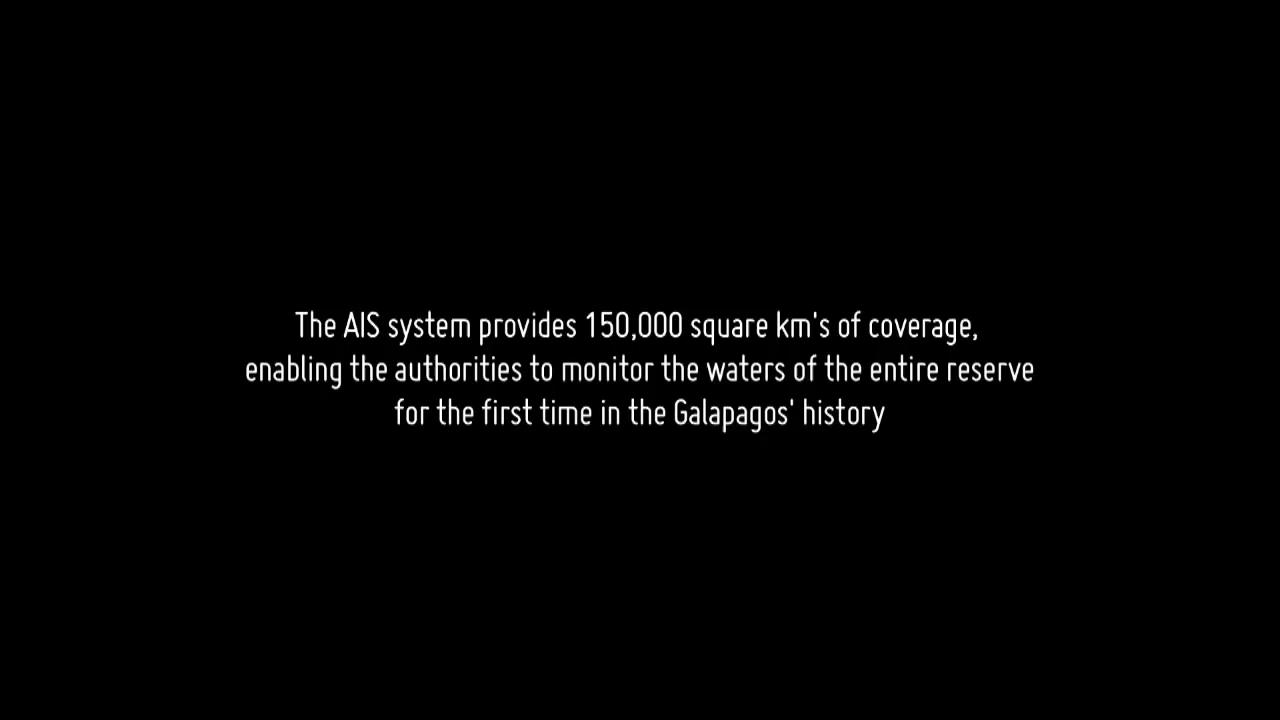 The AIS system provides 150,000 square km's of coverage,
enabling the authorities to monitor the waters of the entire reserve
for the first time in the Galapagos' history